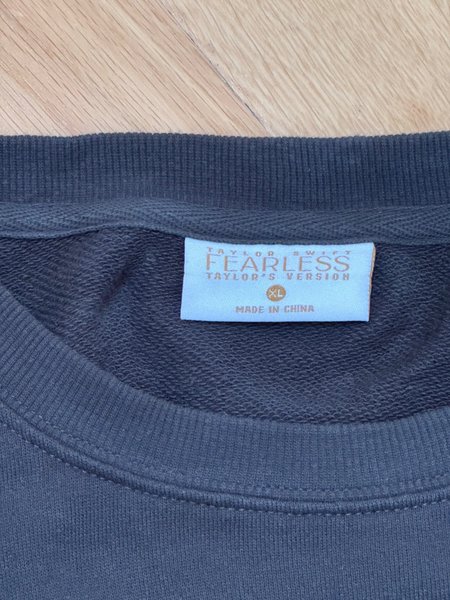 TAYLOR SWIFT
FEARLESS
TAYLOR'S VERSION
XL
MADE IN CHINA